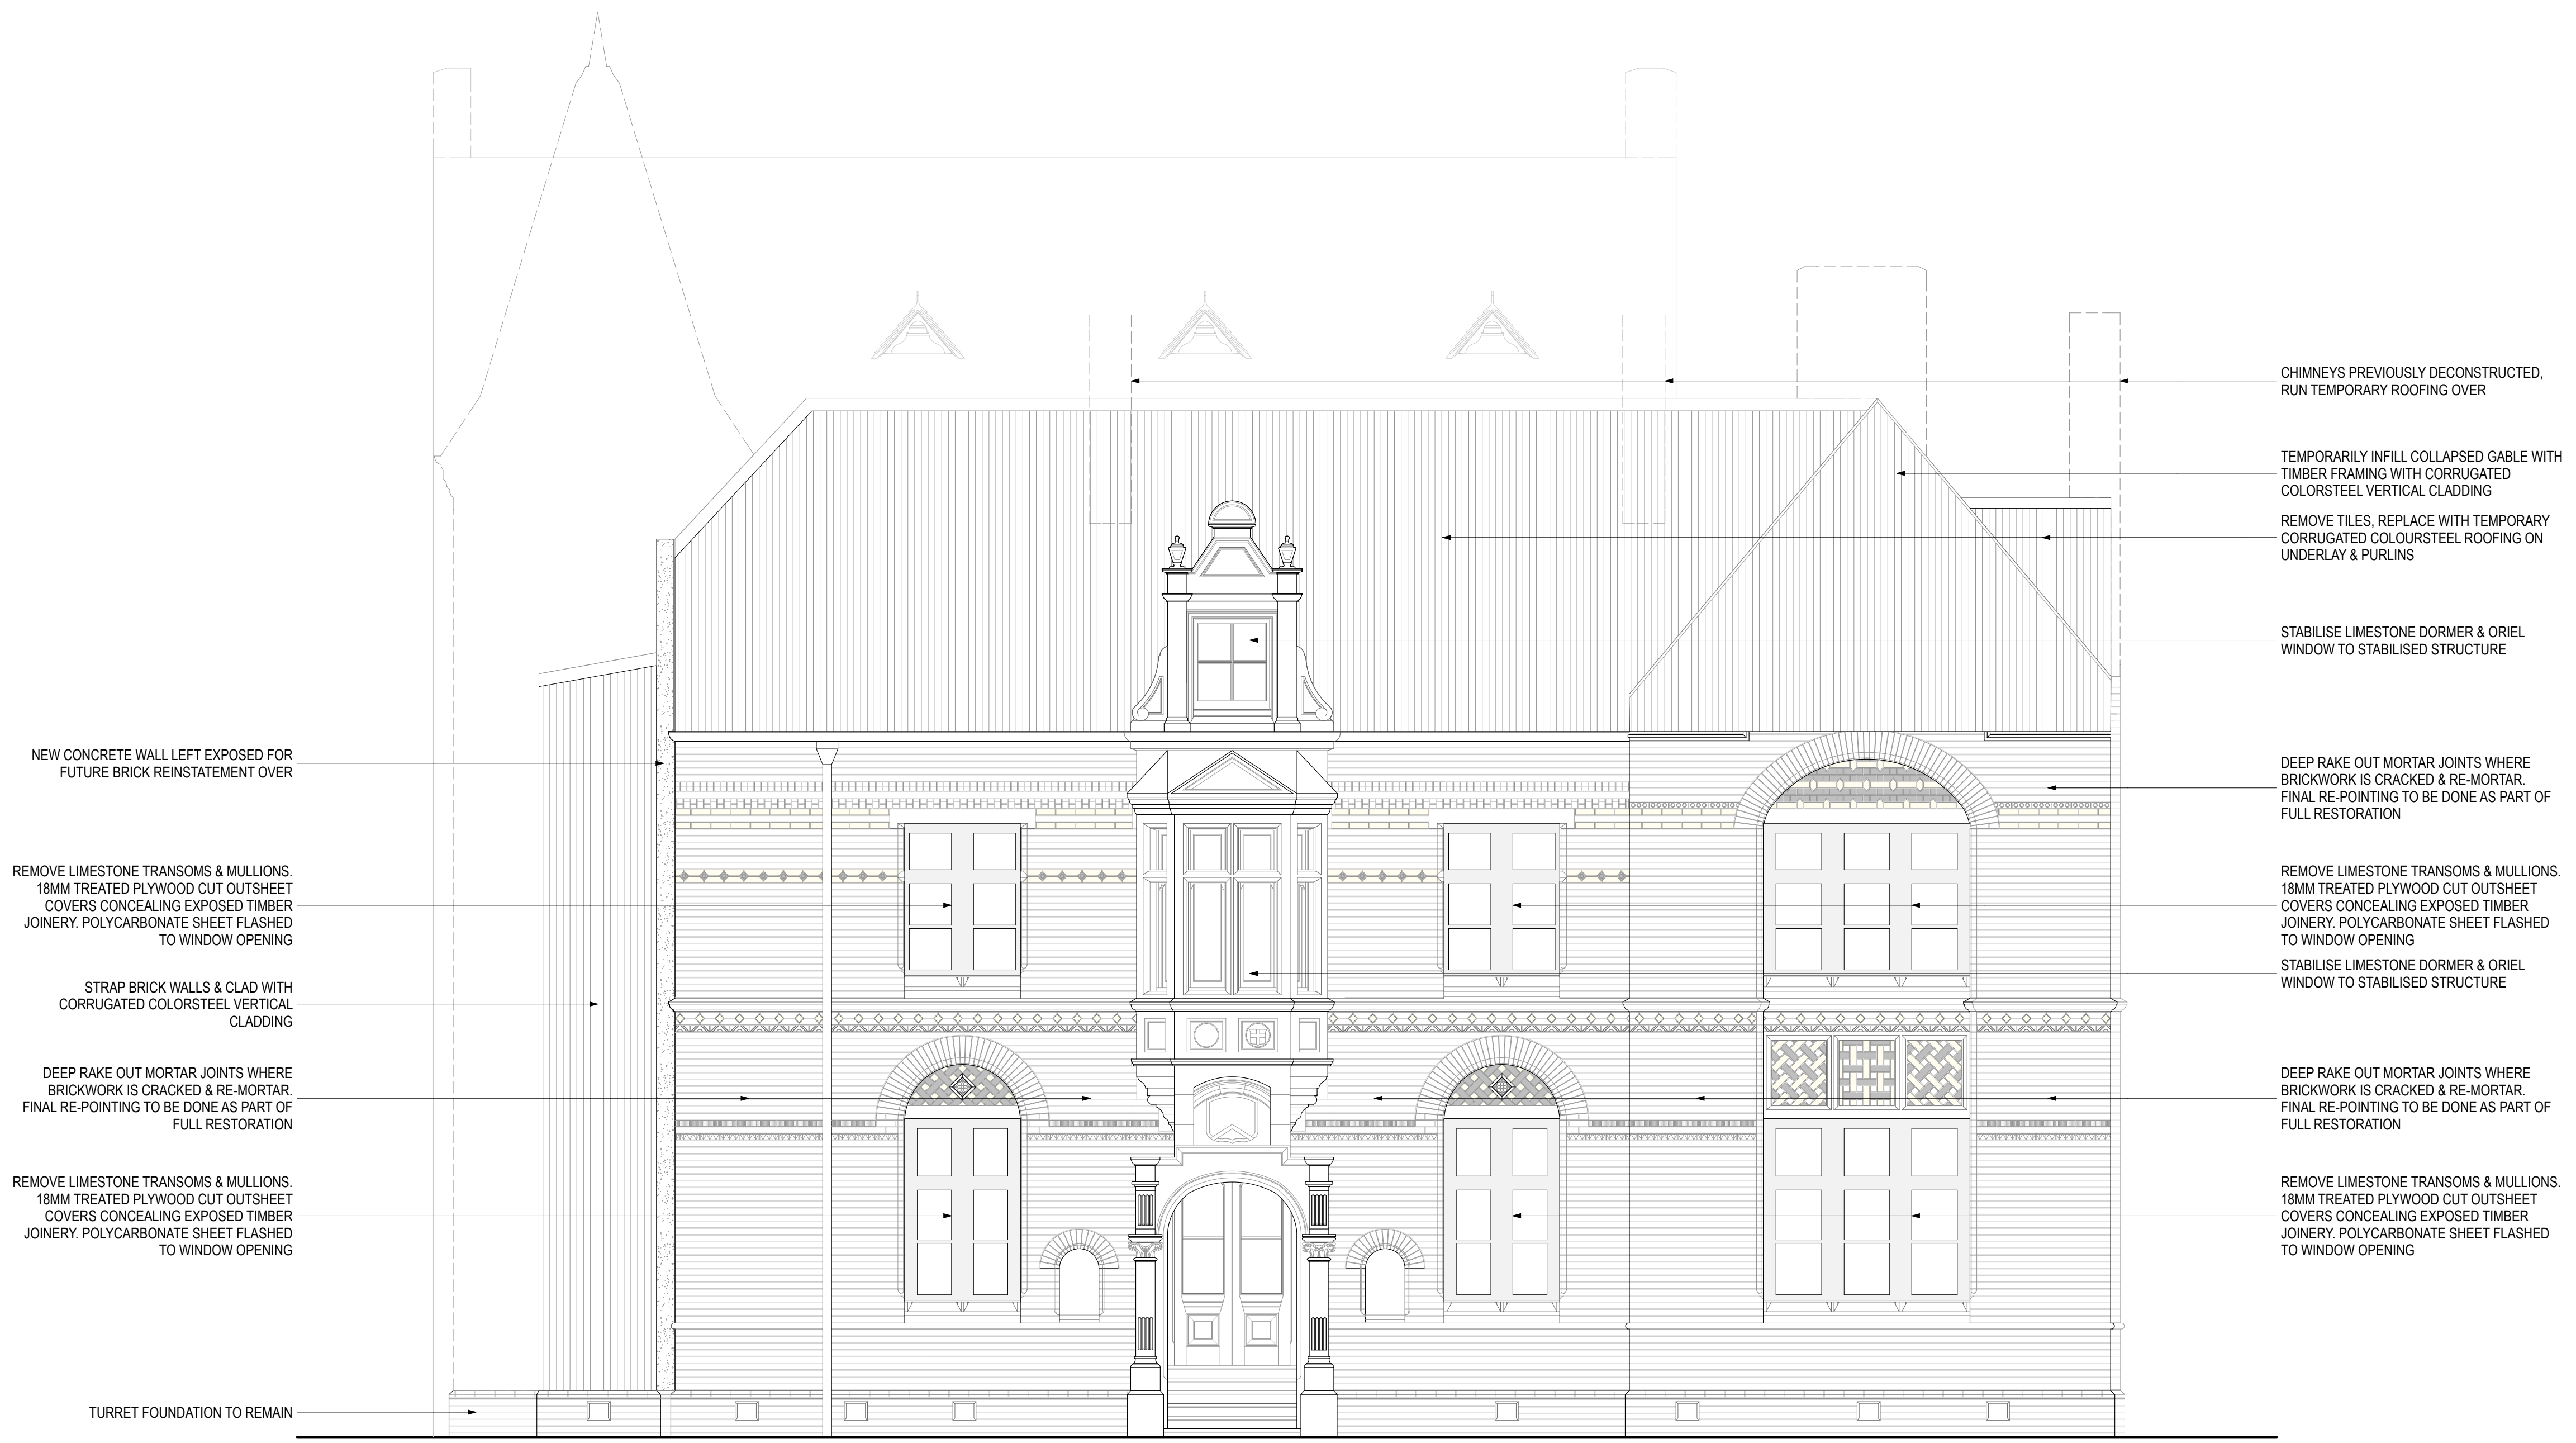 CHIMNEYS PREVIOUSLY DECONSTRUCTED,
RUN TEMPORARY ROOFING OVER
TEMPORARILY INFILL COLLAPSED GABLE WITH
TIMBER FRAMING WITH CORRUGATED
COLORSTEEL VERTICAL CLADDING
REMOVE TILES, REPLACE WITH TEMPORARY
CORRUGATED COLOURSTEEL ROOFING ON
UNDERLAY & PURLINS
STABILISE LIMESTONE DORMER & ORIEL
WINDOW TO STABILISED STRUCTURE
NEW CONCRETE WALL LEFT EXPOSED FOR
FUTURE BRICK REINSTATEMENT OVER
DEEP RAKE OUT MORTAR JOINTS WHERE
BRICKWORK IS CRACKED & RE-MORTAR.
FINAL RE-POINTING TO BE DONE AS PART OF
FULL RESTORATION
REMOVE LIMESTONE TRANSOMS & MULLIONS.
18MM TREATED PLYWOOD CUT OUTSHEET
COVERS CONCEALING EXPOSED TIMBER
JOINERY. POLYCARBONATE SHEET FLASHED
TO WINDOW OPENING
REMOVE LIMESTONE TRANSOMS & MULLIONS.
18MM TREATED PLYWOOD CUT OUTSHEET
COVERS CONCEALING EXPOSED TIMBER
JOINERY. POLYCARBONATE SHEET FLASHED
TO WINDOW OPENING
STABILISE LIMESTONE DORMER & ORIEL
WINDOW TO STABILISED STRUCTURE
STRAP BRICK WALLS & CLAD WITH
CORRUGATED COLORSTEEL VERTICAL
CLADDING
DEEP RAKE OUT MORTAR JOINTS WHERE
BRICKWORK IS CRACKED & RE-MORTAR.
FINAL RE-POINTING TO BE DONE AS PART OF
FULL RESTORATION
DEEP RAKE OUT MORTAR JOINTS WHERE
BRICKWORK IS CRACKED & RE-MORTAR.
FINAL RE-POINTING TO BE DONE AS PART OF
FULL RESTORATION
REMOVE LIMESTONE TRANSOMS & MULLIONS.
18MM TREATED PLYWOOD CUT OUTSHEET
COVERS CONCEALING EXPOSED TIMBER
JOINERY. POLYCARBONATE SHEET FLASHED
TO WINDOW OPENING
REMOVE LIMESTONE TRANSOMS & MULLIONS.
18MM TREATED PLYWOOD CUT OUTSHEET
COVERS CONCEALING EXPOSED TIMBER
JOINERY. POLYCARBONATE SHEET FLASHED
TO WINDOW OPENING
TURRET FOUNDATION TO REMAIN